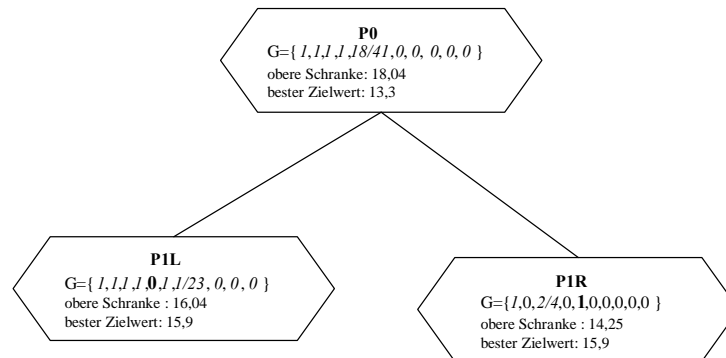 P0
G={ 1,1,1,1,18/41,0,0, 0, 0, 0 }
obere Schranke: 18,04
bester Zielwert: 13,3
P1L
G={ 1,1,1,1,0,1,1/23, 0, 0, 0 }
obere Schranke : 16,04
bester Zielwert: 15,9
P1R
G={1,0,2/4,0,1,0,0,0,0,0 }
obere Schranke : 14,25
bester Zielwert: 15,9